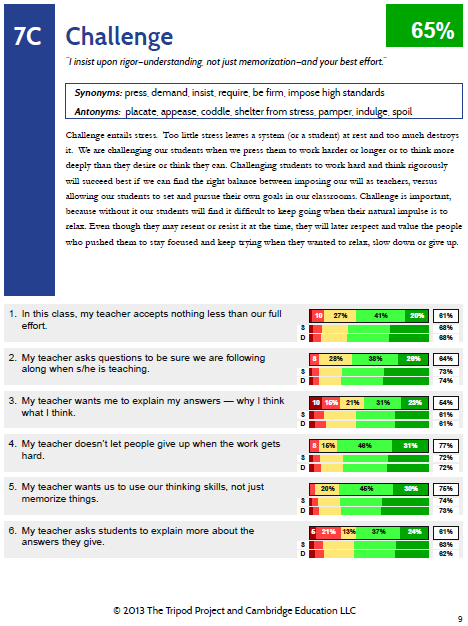 7C
Challenge
65%
"I insist upon rigor–understanding, not just memorization–and your best effort."
Synonyms: press, demand, insist, require, be firm, impose high standards
Antonyms: placate, appease, coddle, shelter from stress, pamper, indulge, spoil
Challenge entails stress. Too little stress leaves a system (or a student) at rest and too much destroys
it. We are challenging our students when we press them to work harder or longer or to think more
deeply than they desire or think they can. Challenging students to work hard and think rigorously
will succeed best if we can find the right balance between imposing our will as teachers, versus
allowing our students to set and pursue their own goals in our classrooms. Challenge is important,
because without it our students will find it difficult to keep going when their natural impulse is to
relax. Even though they may resent or resist it at the time, they will later respect and value the people
who pushed them to stay focused and keep trying when they wanted to relax, slow down or give up.
1. In this class, my teacher accepts nothing less than our full
effort.
10 27% 41% 20% 61%
S 68%
D 68%
2. My teacher asks questions to be sure we are following
along when s/he is teaching.
8 28% 38% 26% 64%
S 73%
D 74%
3. My teacher wants me to explain my answers — why I think
what I think.
10 15% 21% 31% 23% 54%
S 61%
D 61%
4. My teacher doesn't let people give up when the work gets
hard.
8 15% 46% 31% 77%
S 72%
D 72%
5. My teacher wants us to use our thinking skills, not just
memorize things.
20% 45% 30% 75%
S 74%
D 73%
6. My teacher asks students to explain more about the
answers they give.
5 21% 13% 37% 24% 61%
S 63%
D 62%
© 2013 The Tripod Project and Cambridge Education LLC
9